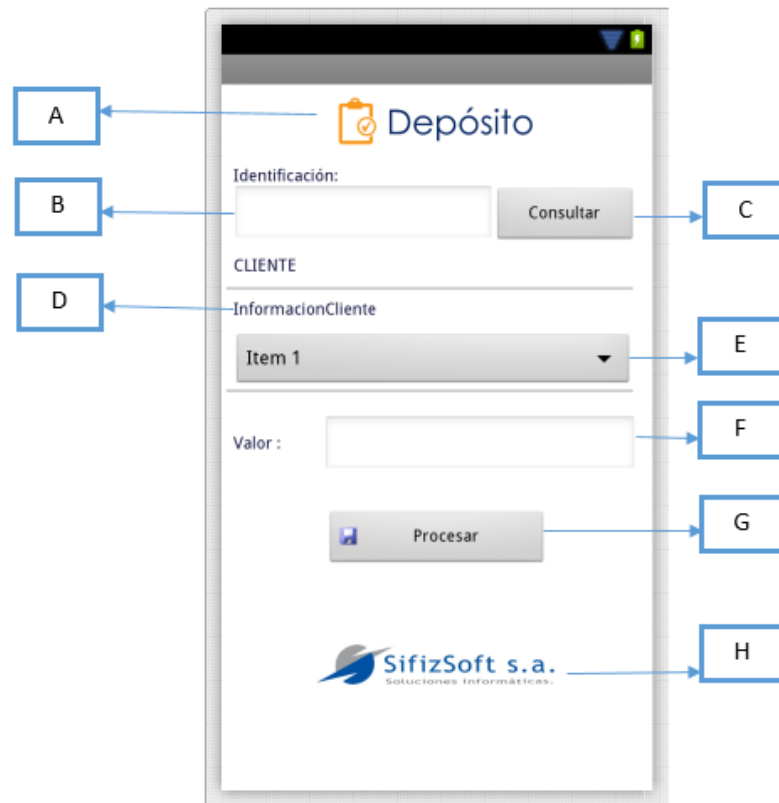 A
Depósito
Identificación:
B
Consultar
C
CLIENTE
D
InformacionCliente
Item 1
E
Valor :
F
Procesar
G
SifizSoft s.a.
Soluciones Informáticas.
H